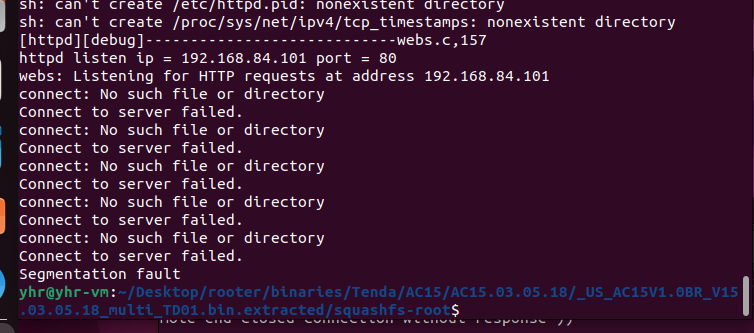 sh: can't create /etc/httpd.pid: nonexistent directory
sh: can't create /proc/sys/net/ipv4/tcp_timestamps: nonexistent directory
[httpd][debug]----------------------------webs.c,157
httpd listen ip = 192.168.84.101 port = 80
webs: Listening for HTTP requests at address 192.168.84.101
connect: No such file or directory
Connect to server failed.
connect: No such file or directory
Connect to server failed.
connect: No such file or directory
Connect to server failed.
connect: No such file or directory
Connect to server failed.
connect: No such file or directory
Connect to server failed.
Segmentation fault
yhr@yhr-vm:~/Desktop/rooter/binaries/Tenda/AC15/AC15.03.05.18/_US_AC15V1.0BR_V15
.03.05.18_multi_TD01.bin.extracted/squashfs-root$
end closed connection without response